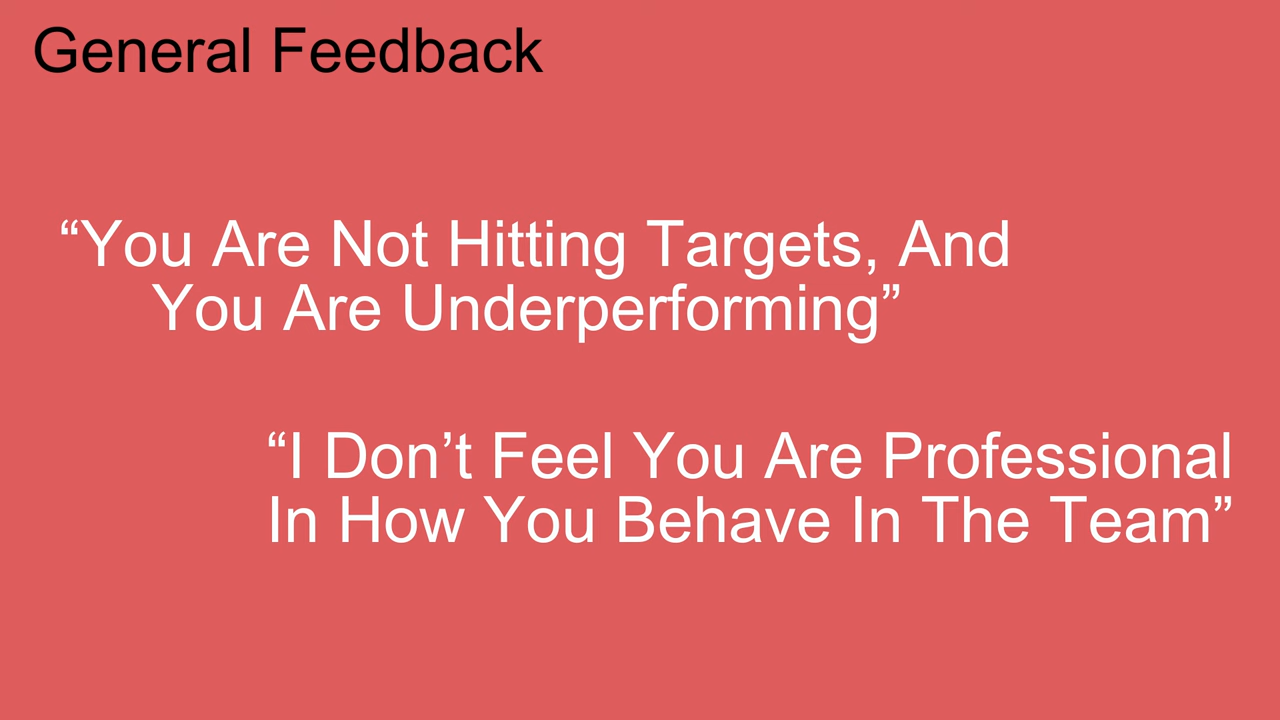 General Feedback
“You Are Not Hitting Targets, And
You Are Underperforming”
“I Don’t Feel You Are Professional
In How You Behave In The Team”